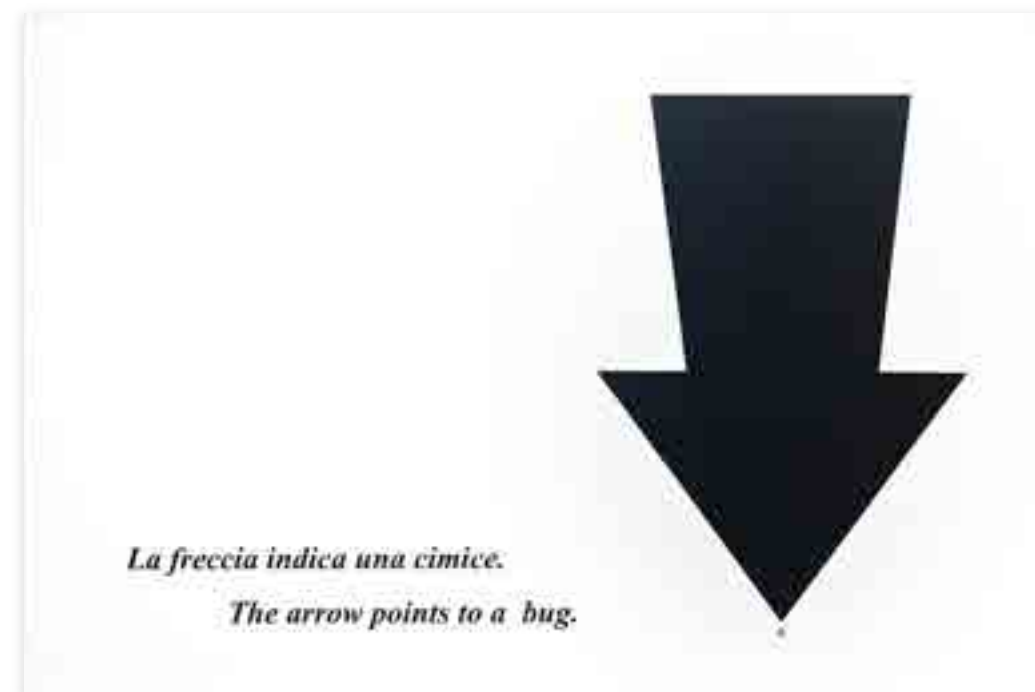 La freccia indica una cimice.
The arrow points to a bug.